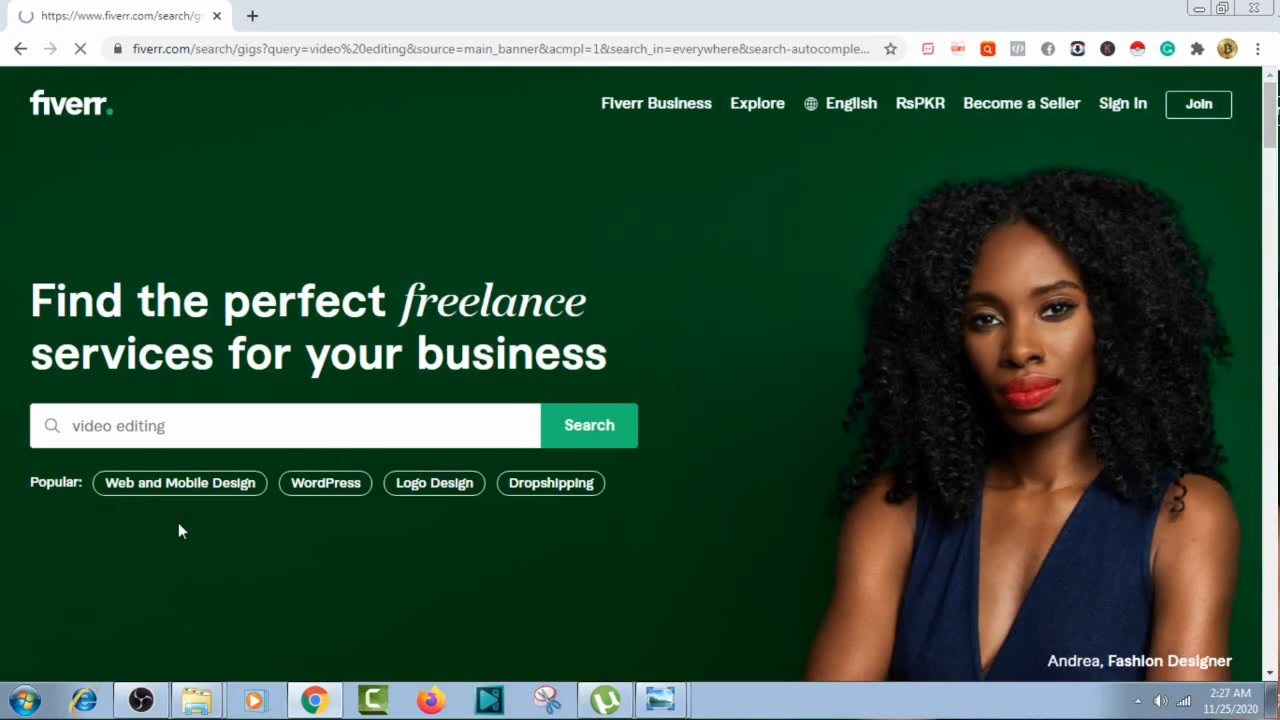 https://www.fiverr.com/search/g
fiverr.com/search/gigs?query=video%20editing&source=main_banner&acmpl=1&search_in=everywhere&search-autocomple...
fiverr.
Fiverr Business Explore English RsPKR Become a Seller Sign In Join
Find the perfect freelance
services for your business
video editing Search
Popular: Web and Mobile Design WordPress Logo Design Dropshipping
Andrea, Fashion Designer
2:27 AM
11/25/2020